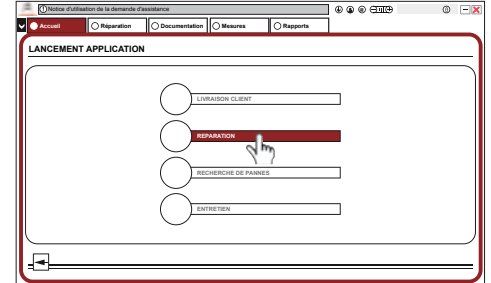 Notice d'utilisation de la demande d'assistance
Accueil
Réparation
Documentation
Mesures
Rapports
LANCEMENT APPLICATION
LIVRAISON CLIENT
REPARATION
RECHERCHE DE PANNES
ENTRETIEN